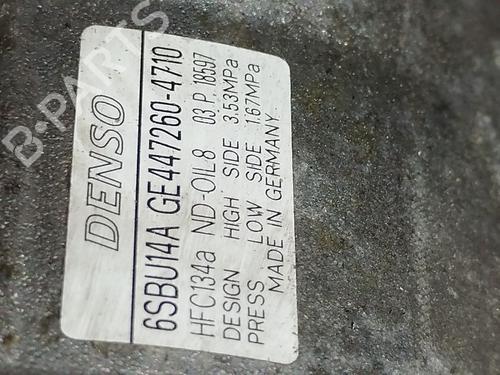 DENSO
6SBU14A GE447260-4710
HFC134a ND-OIL8 03 P, 18597
DESIGN HIGH SIDE 3.53MPa
PRESS LOW SIDE 1.67MPa
MADE IN GERMANY
B-PARTS